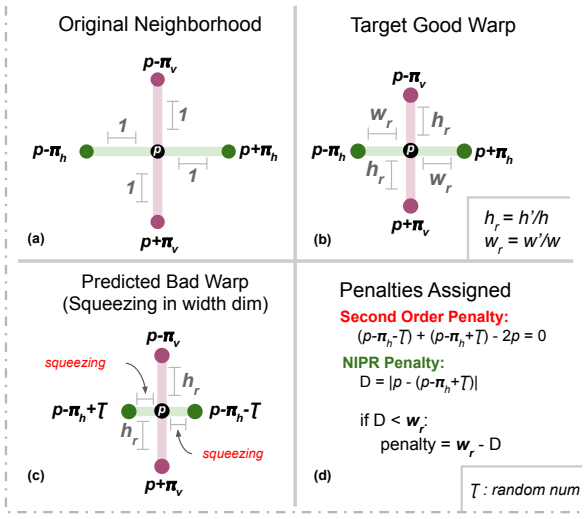 Original Neighborhood
p-π_v
1
1
p-π_h
p
p+π_h
1
1
p+π_v
(a)
Target Good Warp
p-π_v
w_r
h_r
p-π_h
p
p+π_h
h_r
w_r
p+π_v
(b)
h_r = h'/h
w_r = w'/w
Predicted Bad Warp
(Squeezing in width dim)
p-π_v
squeezing
h_r
p-π_h+Ʈ
p
p-π_h-Ʈ
h_r
squeezing
p+π_v
(c)
Penalties Assigned
Second Order Penalty:
(p-π_h-Ʈ) + (p-π_h+Ʈ) - 2p = 0
NIPR Penalty:
D = |p - (p-π_h+Ʈ)|
if D < w_r:
penalty = w_r - D
(d)
Ʈ : random num